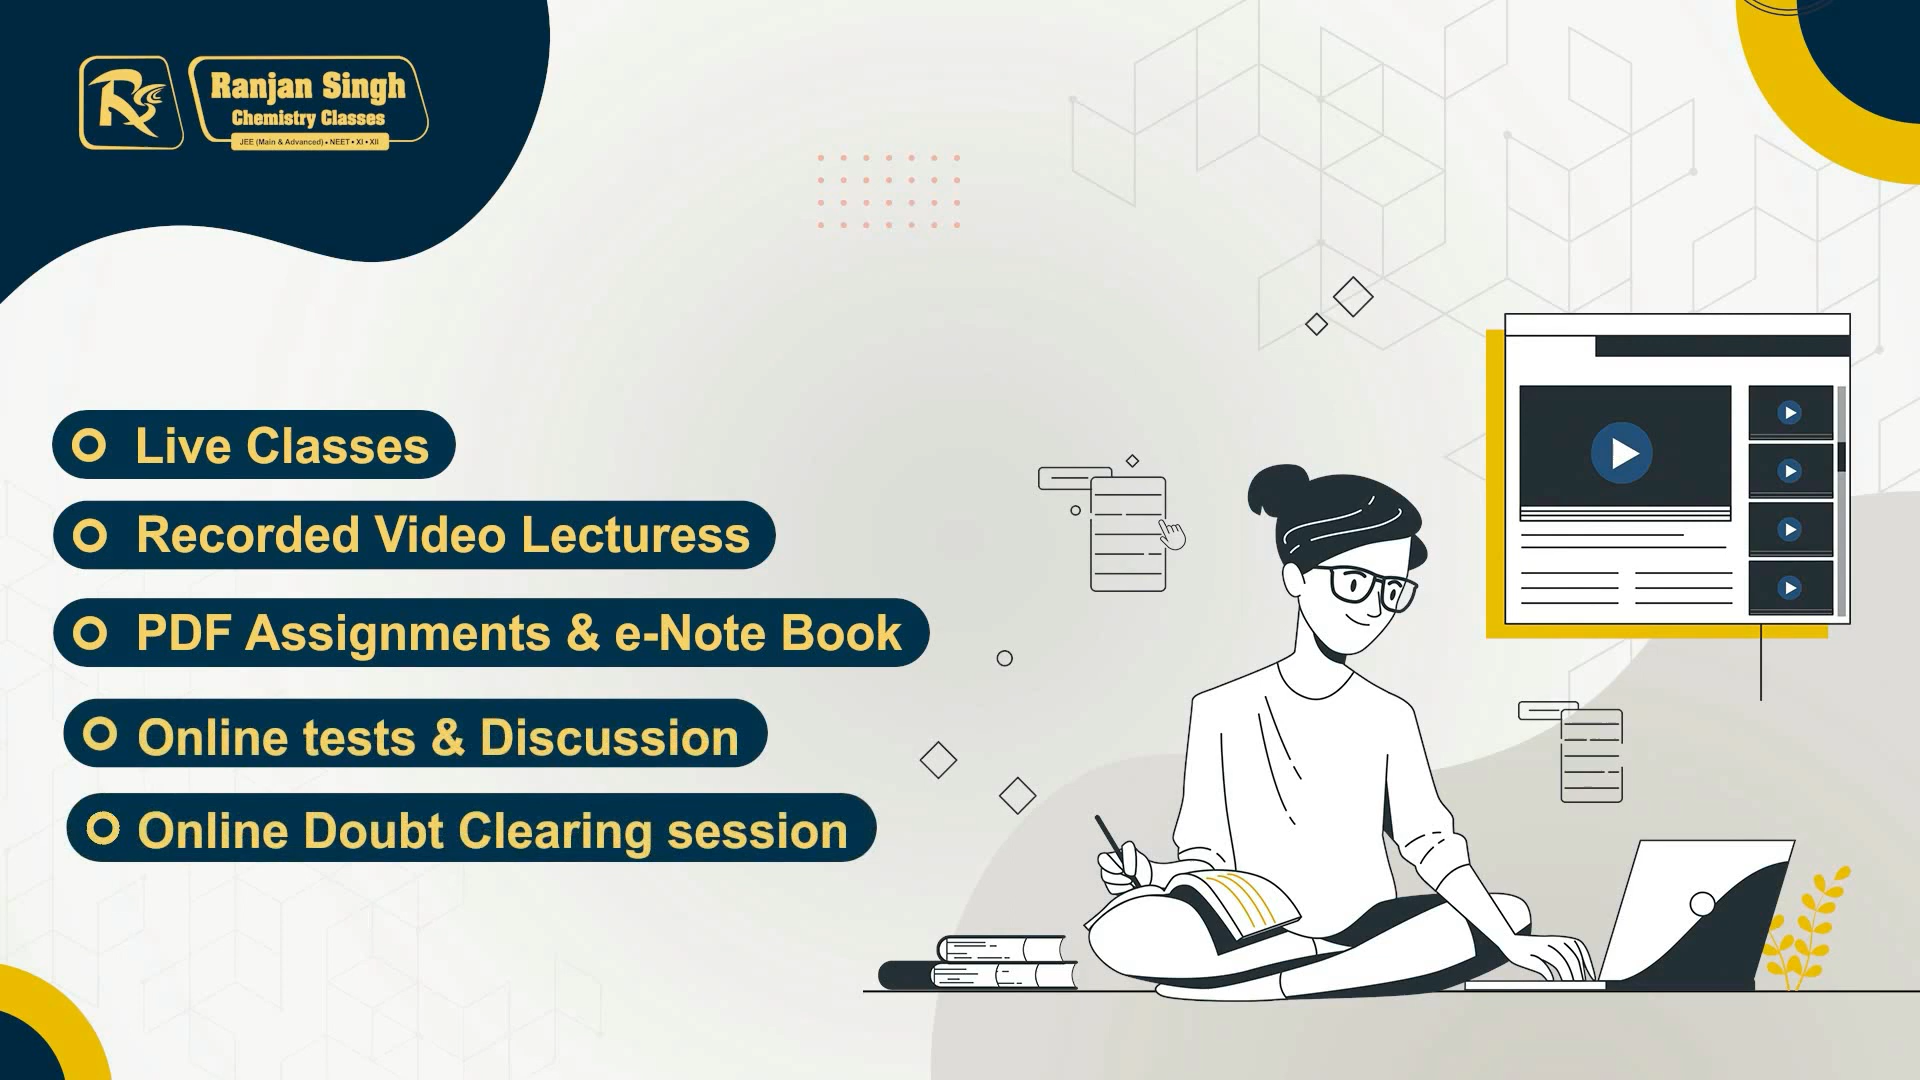 Ranjan Singh
Chemistry Classes
JEE (Main & Advanced) • NEET • XI • XII
Live Classes
Recorded Video Lecturess
PDF Assignments & e-Note Book
Online tests & Discussion
Online Doubt Clearing session